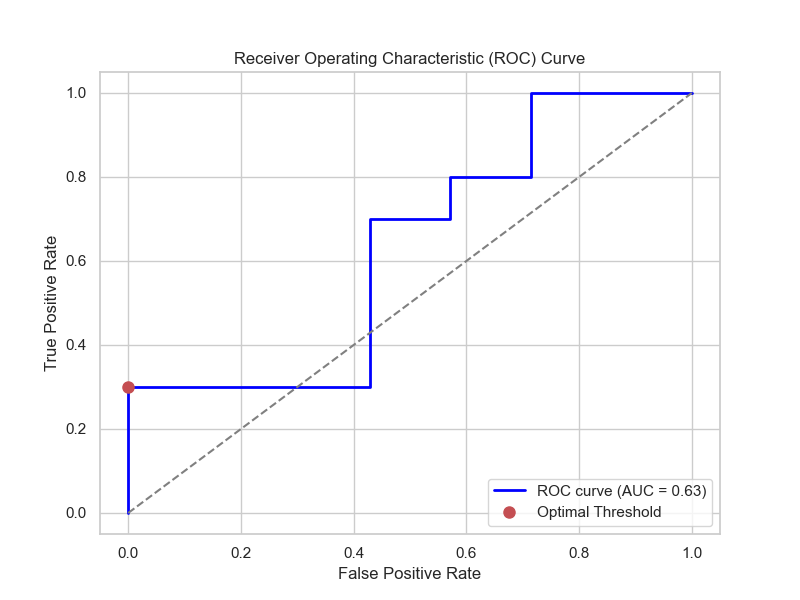 Receiver Operating Characteristic (ROC) Curve
True Positive Rate
1.0
0.8
0.6
0.4
0.2
0.0
0.0 0.2 0.4 0.6 0.8 1.0
False Positive Rate
ROC curve (AUC = 0.63)
Optimal Threshold